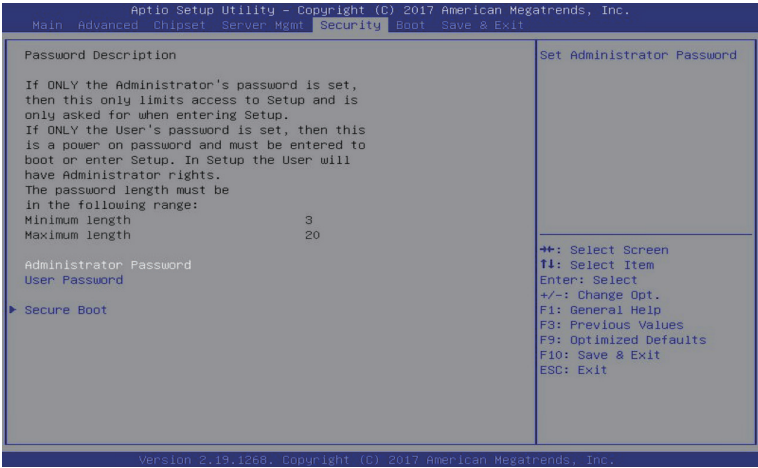 Aptio Setup Utility – Copyright (C) 2017 American Megatrends, Inc.
Main Advanced Chipset Server Mgmt Security Boot Save & Exit
Password Description
If ONLY the Administrator's password is set,
then this only limits access to Setup and is
only asked for when entering Setup.
If ONLY the User's password is set, then this
is a power on password and must be entered to
boot or enter Setup. In Setup the User will
have Administrator rights.
The password length must be
in the following range:
Minimum length 3
Maximum length 20
Administrator Password
User Password
Secure Boot
Set Administrator Password
→←: Select Screen
↑↓: Select Item
Enter: Select
+/-: Change Opt.
F1: General Help
F3: Previous Values
F9: Optimized Defaults
F10: Save & Exit
ESC: Exit
Version 2.19.1268. Copyright (C) 2017 American Megatrends, Inc.